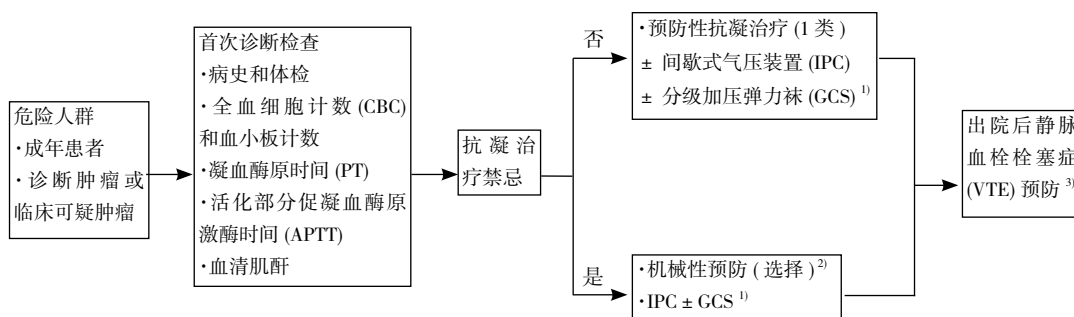 危险人群
·成年患者
·诊断肿瘤或
临床可疑肿瘤
首次诊断检查
·病史和体检
·全血细胞计数 (CBC)
和血小板计数
·凝血酶原时间 (PT)
·活化部分促凝血酶原
激酶时间 (APTT)
·血清肌酐
抗凝治
疗禁忌
否
·预防性抗凝治疗 (1 类 )
± 间歇式气压装置 (IPC)
± 分级加压弹力袜 (GCS) 1)
是
·机械性预防 ( 选择 ) 2)
·IPC ± GCS 1)
出院后静脉
血栓栓塞症
(VTE) 预防 3)